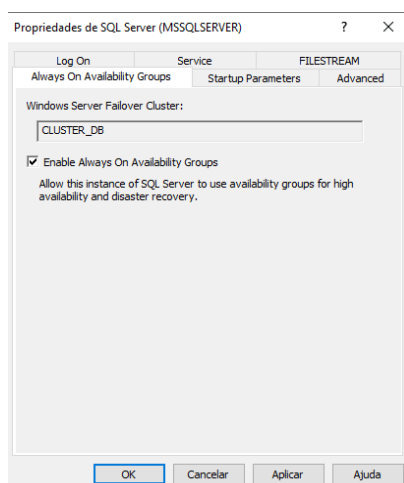 Propriedades de SQL Server (MSSQLSERVER) ? ×
Log On Service FILESTREAM
Always On Availability Groups Startup Parameters Advanced
Windows Server Failover Cluster:
CLUSTER_DB
Enable Always On Availability Groups
Allow this instance of SQL Server to use availability groups for high
availability and disaster recovery.
OK Cancelar Aplicar Ajuda